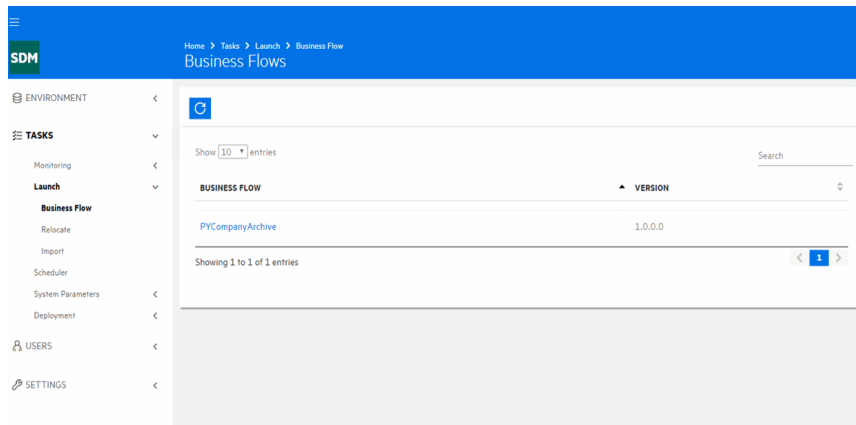 SDM
Home > Tasks > Launch > Business Flow
Business Flows
ENVIRONMENT
TASKS
Monitoring
Launch
Business Flow
Relocate
Import
Scheduler
System Parameters
Deployment
USERS
SETTINGS
Show 10 entries
Search
BUSINESS FLOW VERSION
PYCompanyArchive 1.0.0.0
Showing 1 to 1 of 1 entries
1